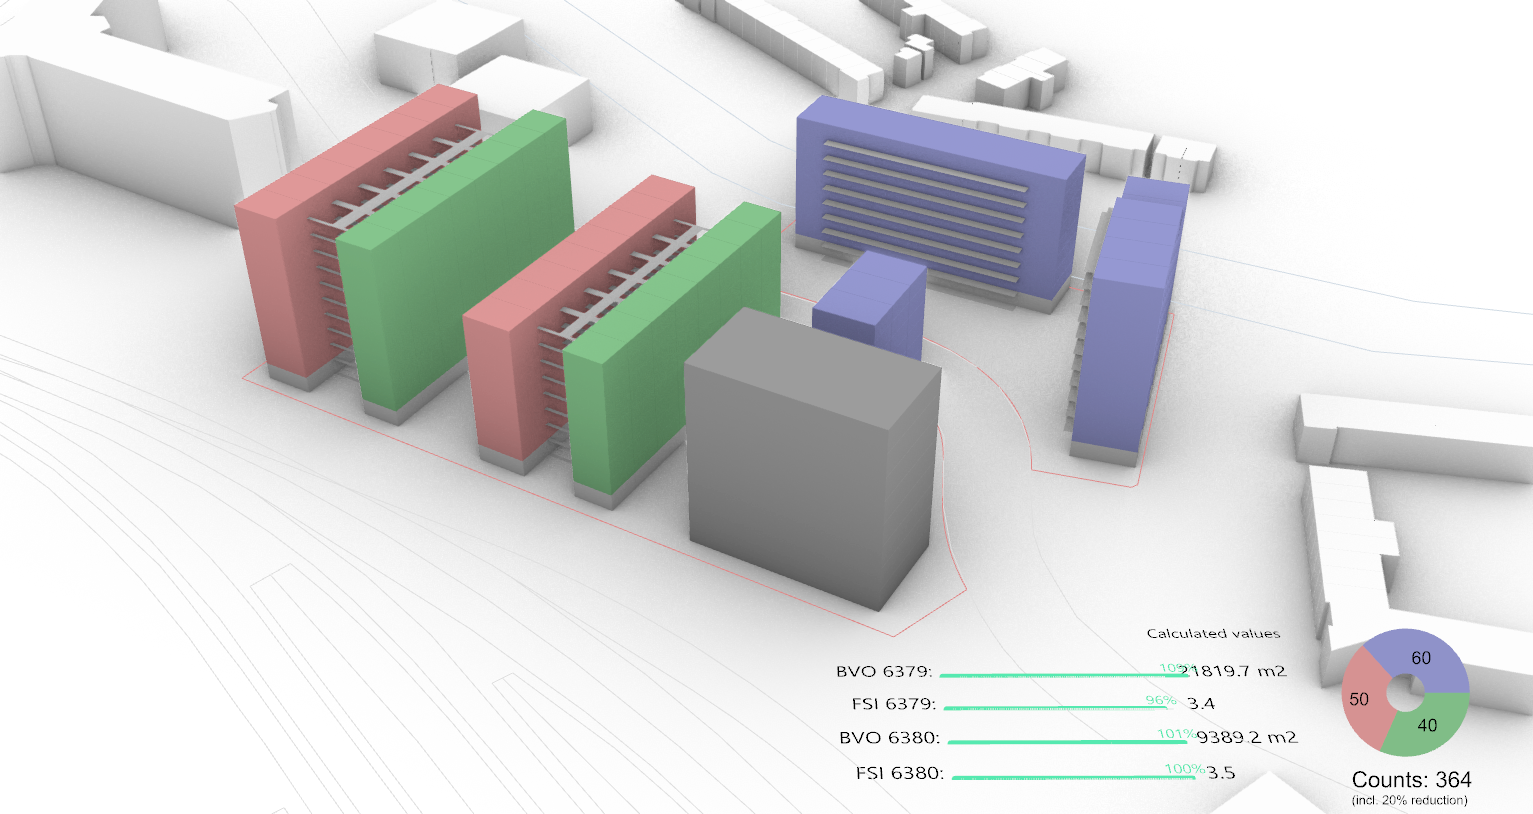 Calculated values
BVO 6379: 109% 21819.7 m2
FSI 6379: 96% 3.4
BVO 6380: 101% 9389.2 m2
FSI 6380: 100% 3.5
60
50
40
Counts: 364
(incl. 20% reduction)